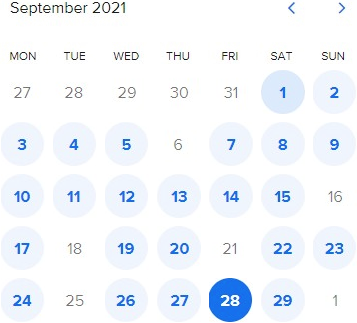 September 2021
MON TUE WED THU FRI SAT SUN
27 28 29 30 31 1 2
3 4 5 6 7 8 9
10 11 12 13 14 15 16
17 18 19 20 21 22 23
24 25 26 27 28 29 1